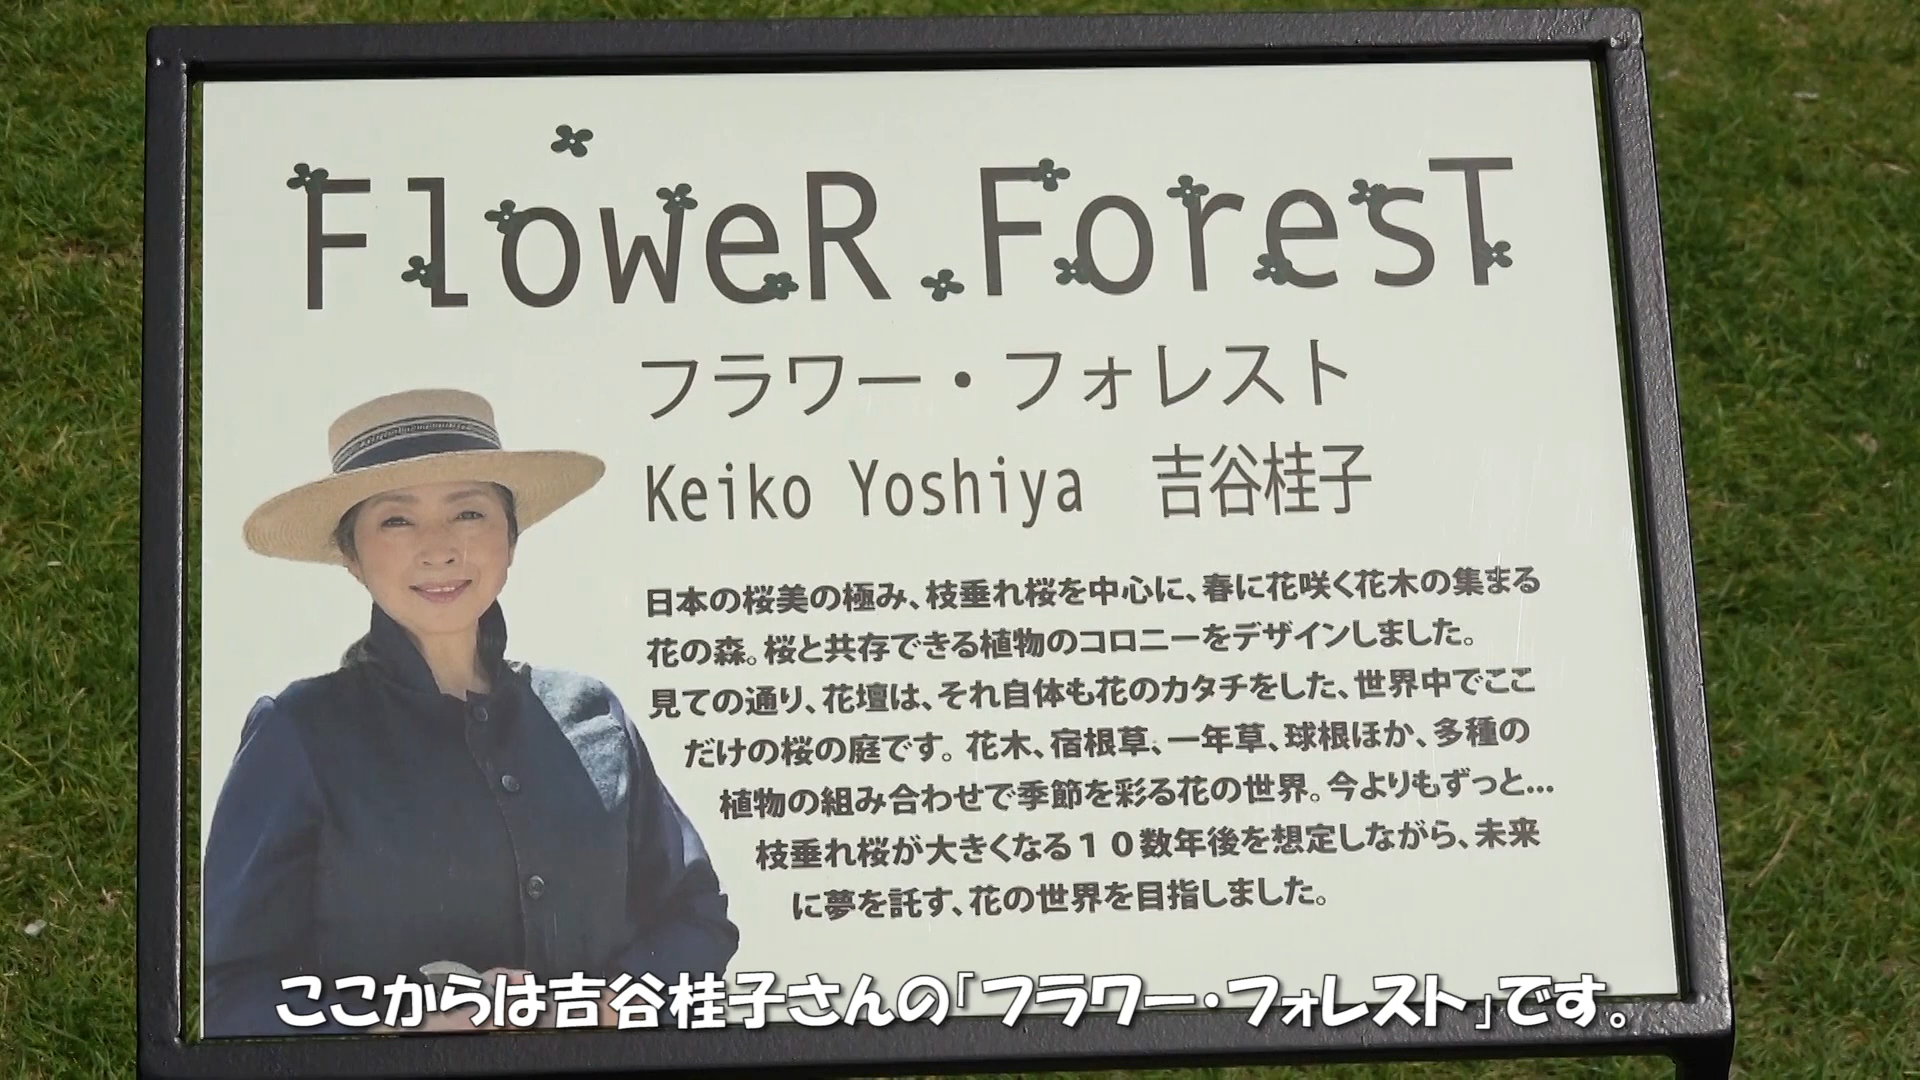 FloweR ForesT
フラワー・フォレスト
Keiko Yoshiya 吉谷桂子
日本の桜美の極み、枝垂れ桜を中心に、春に花咲く花木の集まる
花の森。桜と共存できる植物のコロニーをデザインしました。
見ての通り、花壇は、それ自体も花のカタチをした、世界中でここ
だけの桜の庭です。花木、宿根草、一年草、球根ほか、多種の
植物の組み合わせで季節を彩る花の世界。今よりもずっと…
枝垂れ桜が大きくなる１０数年後を想定しながら、未来
に夢を託す、花の世界を目指しました。
ここからは吉谷桂子さんの「フラワー・フォレスト」です。